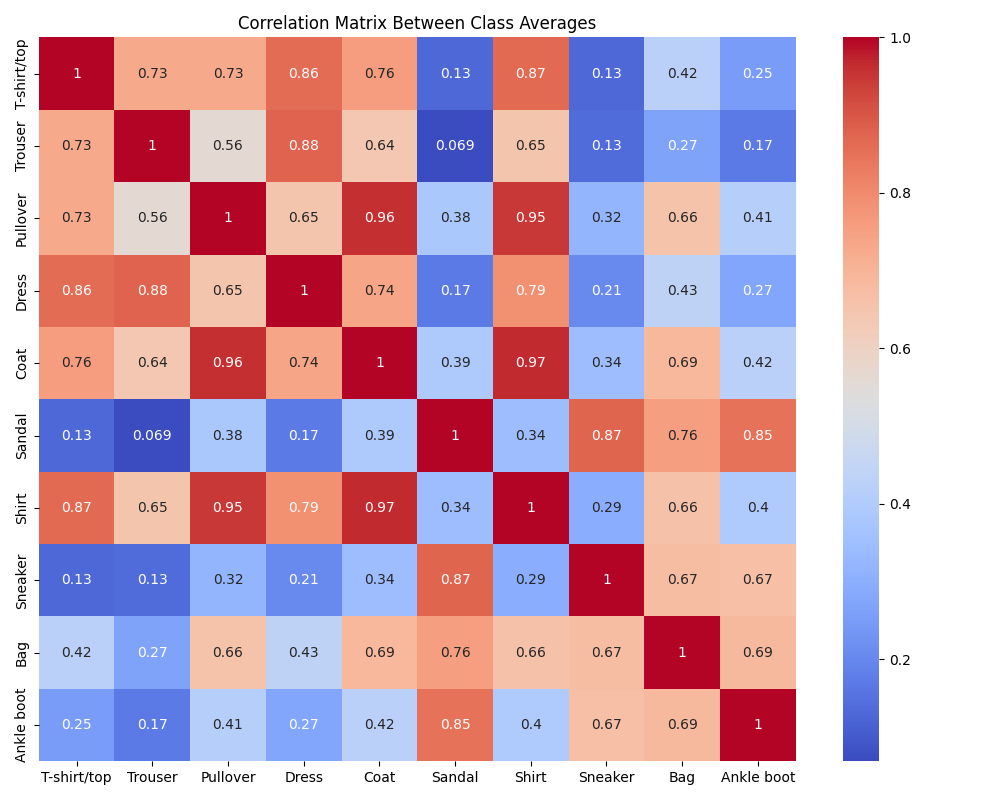 Correlation Matrix Between Class Averages
T-shirt/top 1 0.73 0.73 0.86 0.76 0.13 0.87 0.13 0.42 0.25
Trouser 0.73 1 0.56 0.88 0.64 0.069 0.65 0.13 0.27 0.17
Pullover 0.73 0.56 1 0.65 0.96 0.38 0.95 0.32 0.66 0.41
Dress 0.86 0.88 0.65 1 0.74 0.17 0.79 0.21 0.43 0.27
Coat 0.76 0.64 0.96 0.74 1 0.39 0.97 0.34 0.69 0.42
Sandal 0.13 0.069 0.38 0.17 0.39 1 0.34 0.87 0.76 0.85
Shirt 0.87 0.65 0.95 0.79 0.97 0.34 1 0.29 0.66 0.4
Sneaker 0.13 0.13 0.32 0.21 0.34 0.87 0.29 1 0.67 0.67
Bag 0.42 0.27 0.66 0.43 0.69 0.76 0.66 0.67 1 0.69
Ankle boot 0.25 0.17 0.41 0.27 0.42 0.85 0.4 0.67 0.69 1
T-shirt/top Trouser Pullover Dress Coat Sandal Shirt Sneaker Bag Ankle boot
1.0
0.8
0.6
0.4
0.2